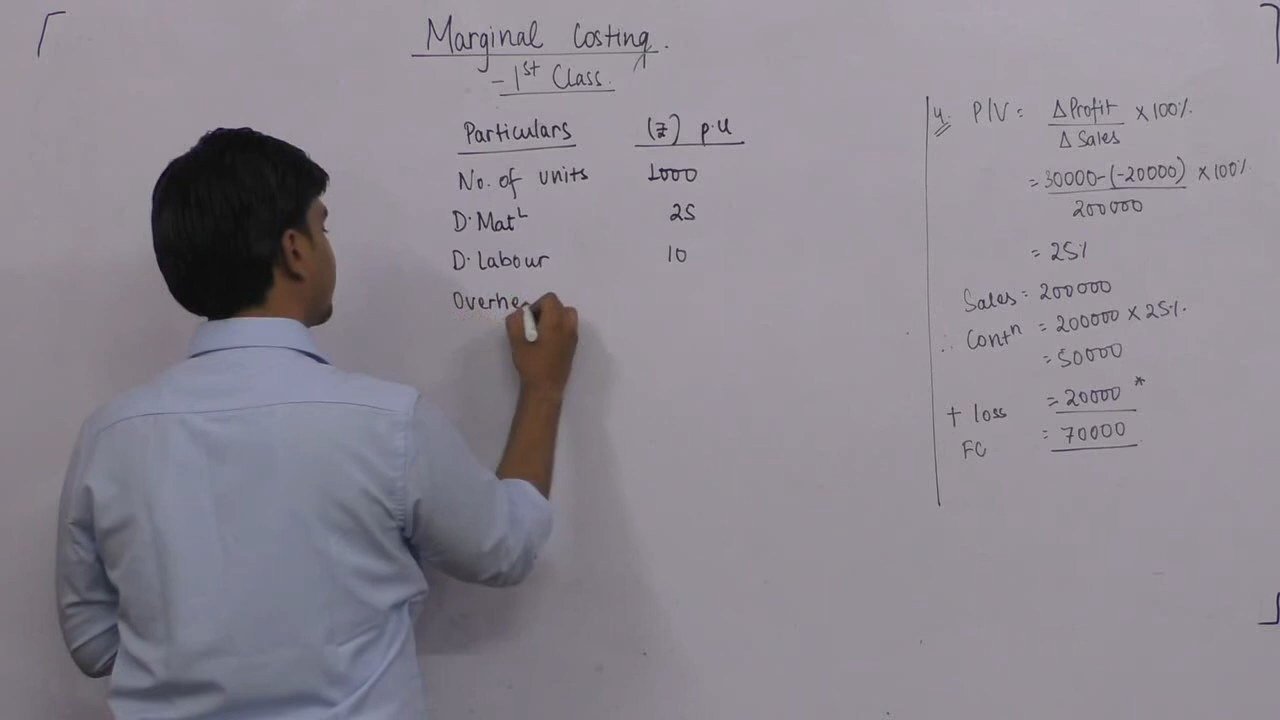 Marginal Costing.
- 1st Class.
Particulars (₹) p.u
No. of units 1000
D. Matl 25
D. Labour 10
Overhe
4. P/V = ΔProfit / ΔSales × 100%
= 30000-(-20000) / 200000 × 100%
= 25%
Sales = 200000
∴ Contn = 200000 × 25%.
= 50000
+ loss = 20000 *
FC = 70000